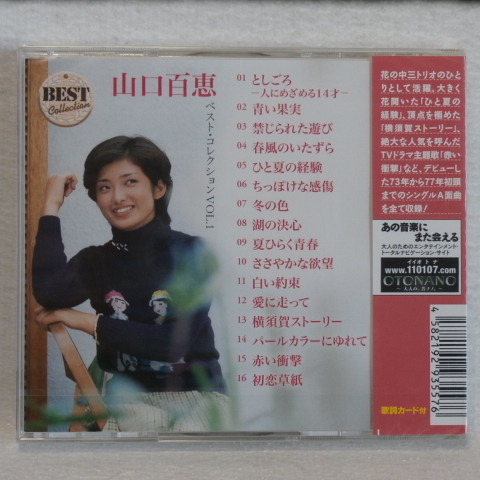 BEST
Collection
山口百恵
ベスト・コレクションVOL.1
01 としごろ
－人にめざめる14才－
02 青い果実
03 禁じられた遊び
04 春風のいたずら
05 ひと夏の経験
06 ちっぽけな感傷
07 冬の色
08 湖の決心
09 夏ひらく青春
10 ささやかな欲望
11 白い約束
12 愛に走って
13 横須賀ストーリー
14 パールカラーにゆれて
15 赤い衝撃
16 初恋草紙
花の中三トリオのひと
りとして活躍。大きく
花開いた「ひと夏の
経験」、頂点を極めた
「横須賀ストーリー」、
絶大な人気を呼んだ
TVドラマ主題歌「赤い
衝撃」など、デビューし
た73年から77年初頭
までのシングルA面曲
を全て収録!
あの音楽に
また会える
大人のためのエンタテインメント・
トータルナビゲーション・サイト
イイオトナ
www.110107.com
OTONANO
－大人の、音ナノ。－
4582192935576
歌詞カード付